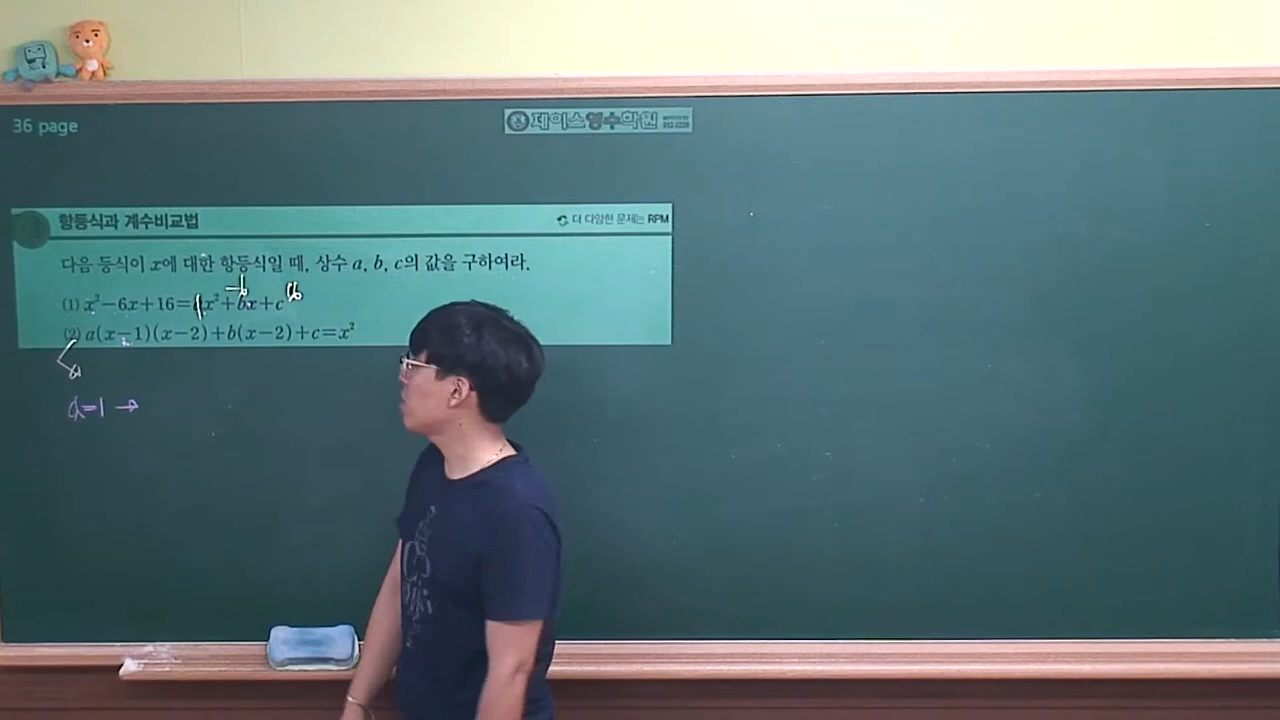 36 page
제이스영수학원
항등식과 계수비교법
더 다양한 문제는 RPM
다음 등식이 x에 대한 항등식일 때, 상수 a, b, c의 값을 구하여라.
-6 16
(1) x²-6x+16=ax²+bx+c
(2) a(x-1)(x-2)+b(x-2)+c=x²
x=1 →